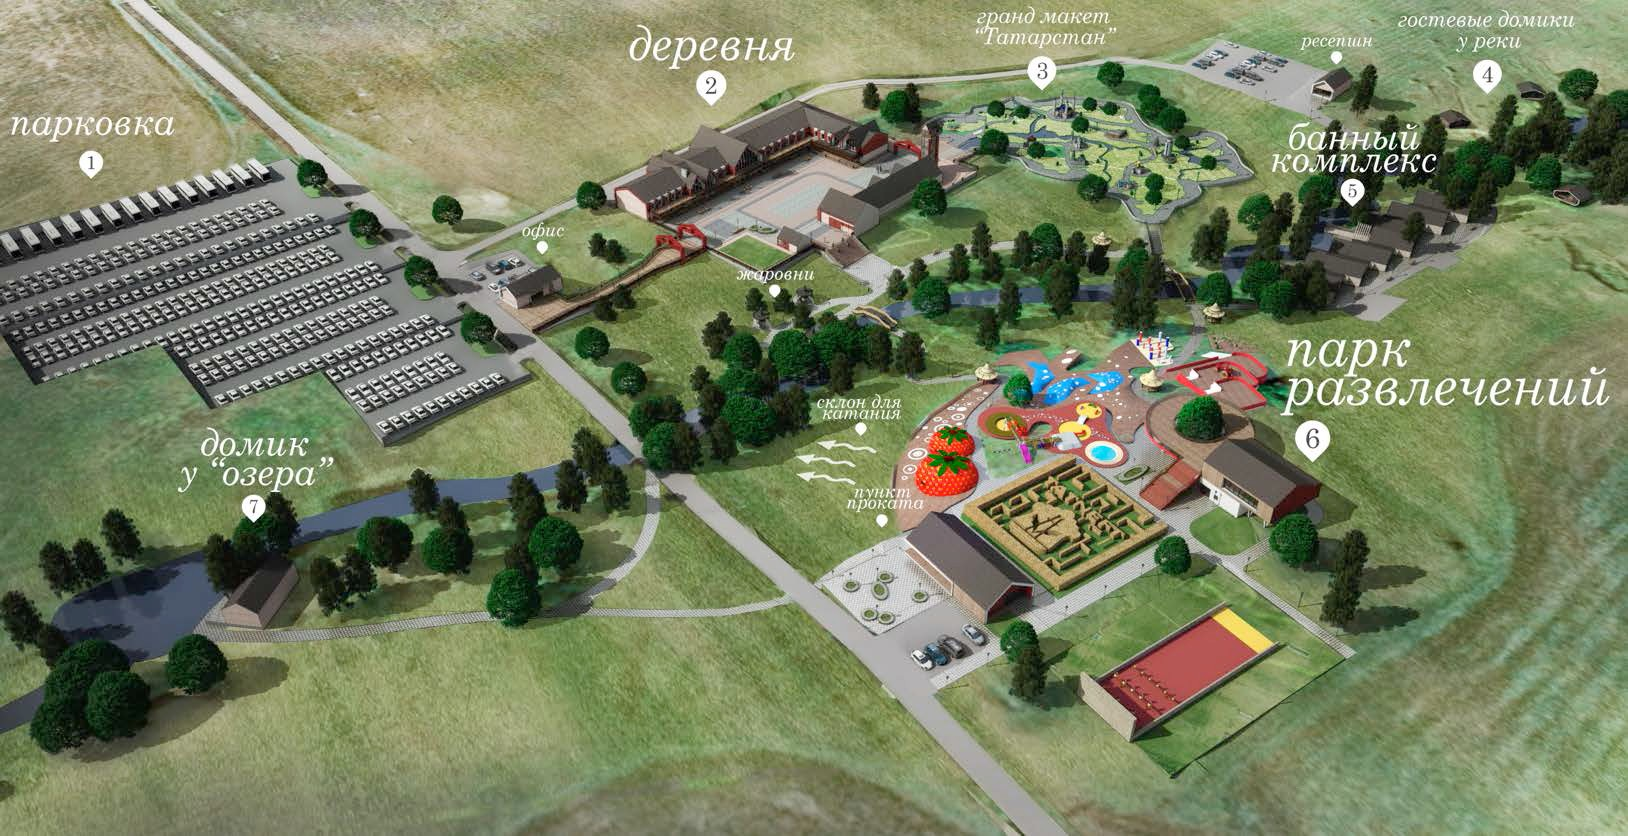 гранд макет
“Татарстан”
3
гостевые домики
у реки
4
ресепшн
деревня
2
парковка
1
банный
комплекс
5
офис
жаровни
парк
развлечений
6
склон для
катания
домик
у “озера”
7
пункт
проката